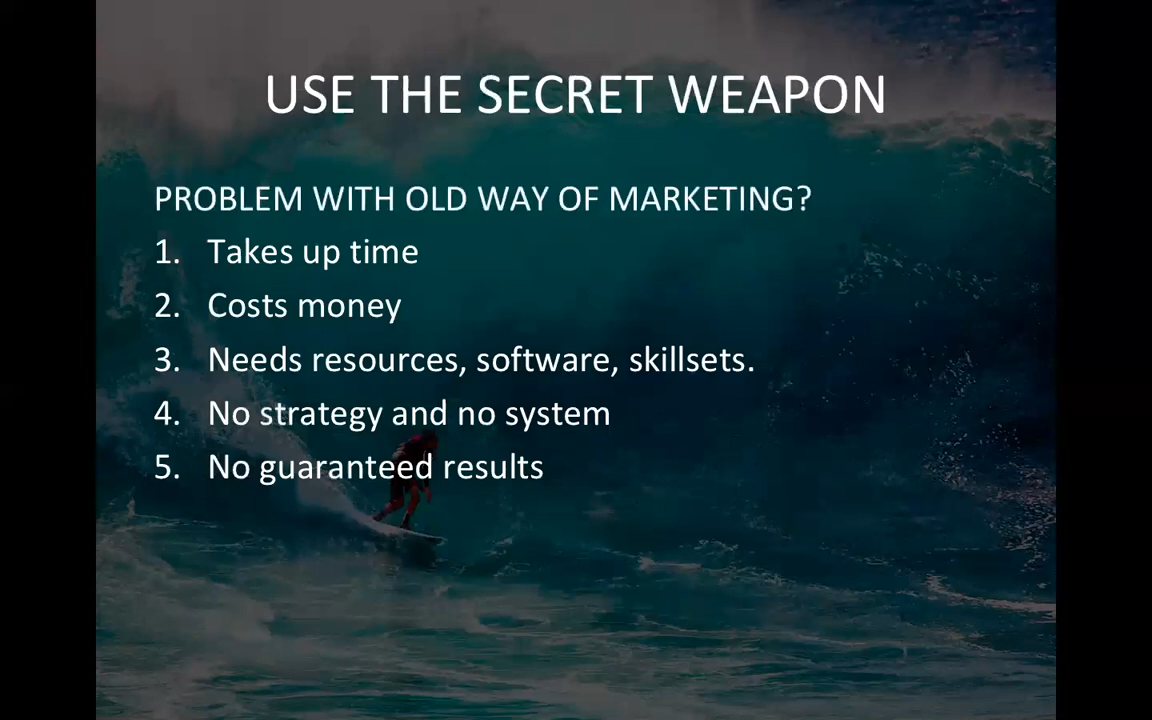 USE THE SECRET WEAPON
PROBLEM WITH OLD WAY OF MARKETING?
1. Takes up time
2. Costs money
3. Needs resources, software, skillsets.
4. No strategy and no system
5. No guaranteed results